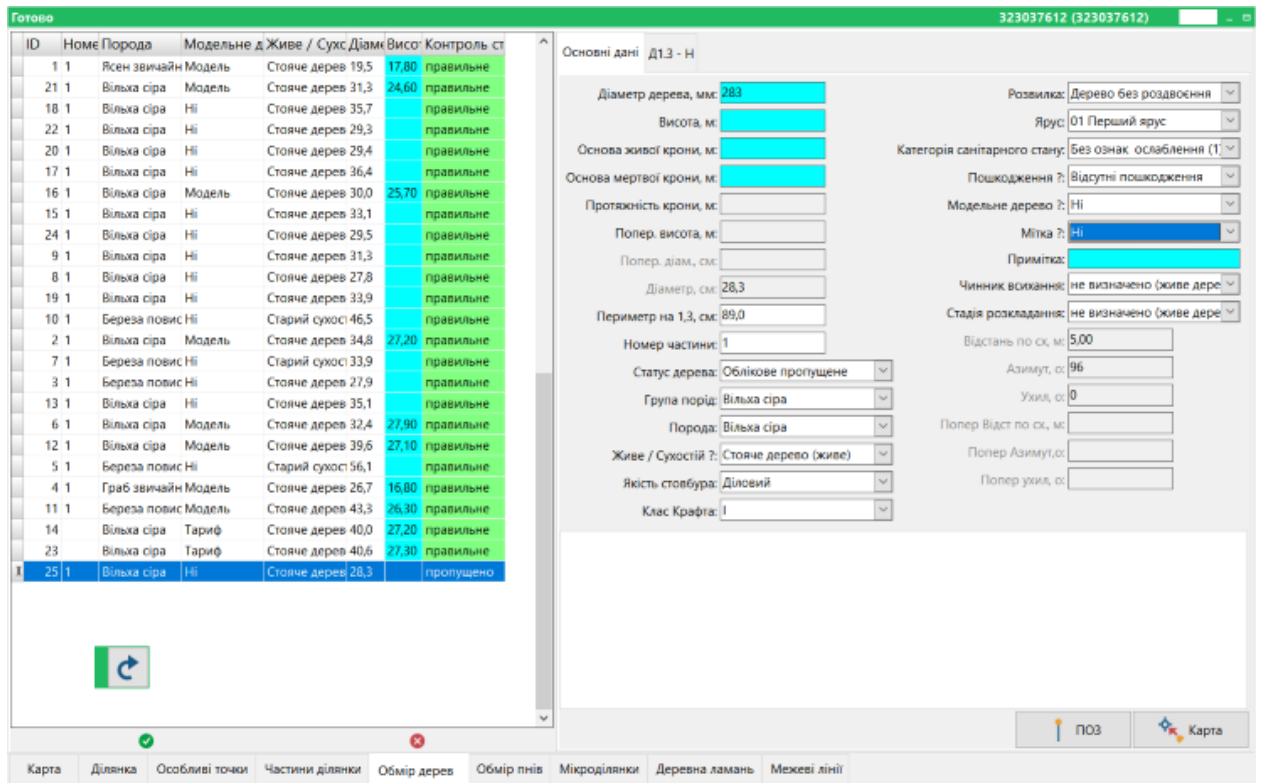 Готово 323037612 (323037612)
ID Номе Порода Модельне д Живе / Сухс Діаме Висот Контроль ст
1 1 Ясен звичайн Модель Стояче дерев 19,5 17,80 правильне
21 1 Вільха сіра Модель Стояче дерев 31,3 24,60 правильне
18 1 Вільха сіра Ні Стояче дерев 35,7 правильне
22 1 Вільха сіра Ні Стояче дерев 29,3 правильне
20 1 Вільха сіра Ні Стояче дерев 29,4 правильне
17 1 Вільха сіра Ні Стояче дерев 36,4 правильне
16 1 Вільха сіра Модель Стояче дерев 30,0 25,70 правильне
15 1 Вільха сіра Ні Стояче дерев 33,1 правильне
24 1 Вільха сіра Ні Стояче дерев 29,5 правильне
9 1 Вільха сіра Ні Стояче дерев 31,3 правильне
8 1 Вільха сіра Ні Стояче дерев 27,8 правильне
19 1 Вільха сіра Ні Стояче дерев 33,9 правильне
10 1 Береза повис Ні Старий сухост 46,5 правильне
2 1 Вільха сіра Модель Стояче дерев 34,8 27,20 правильне
7 1 Береза повис Ні Старий сухост 33,9 правильне
3 1 Береза повис Ні Стояче дерев 27,9 правильне
13 1 Вільха сіра Ні Стояче дерев 35,1 правильне
6 1 Вільха сіра Модель Стояче дерев 32,4 27,90 правильне
12 1 Вільха сіра Модель Стояче дерев 39,6 27,10 правильне
5 1 Береза повис Ні Старий сухост 56,1 правильне
4 1 Граб звичайн Модель Стояче дерев 26,7 16,80 правильне
11 1 Береза повис Модель Стояче дерев 43,3 26,30 правильне
14 Вільха сіра Тариф Стояче дерев 40,0 27,20 правильне
23 Вільха сіра Тариф Стояче дерев 40,6 27,30 правильне
25 1 Вільха сіра Ні Стояче дерев 28,3 пропущено
Основні дані Д1.3 - Н
Діаметр дерева, мм: 283
Висота, м:
Основа живої крони, м:
Основа мертвої крони, м:
Протяжність крони, м:
Попер. висота, м:
Попер. діам., см:
Діаметр, см: 28,3
Периметр на 1,3, см: 89,0
Номер частини: 1
Статус дерева: Облікове пропущене
Група порід: Вільха сіра
Порода: Вільха сіра
Живе / Сухостій ?: Стояче дерево (живе)
Якість стовбура: Діловий
Клас Крафта: I
Розвилка: Дерево без роздвоєння
Ярус: 01 Перший ярус
Категорія санітарного стану: Без ознак ослаблення (1)
Пошкодження ?: Відсутні пошкодження
Модельне дерево ?: Ні
Мітка ?: Ні
Примітка:
Чинник всихання: не визначено (живе дере
Стадія розкладання: не визначено (живе дере
Відстань по сх, м: 5,00
Азимут, о: 96
Ухил, о: 0
Попер Відст по сх., м:
Попер Азимут,о:
Попер ухил, о:
ПОЗ Карта
Карта Ділянка Особливі точки Частини ділянки Обмір дерев Обмір пнів Мікроділянки Деревна ламань Межеві лінії